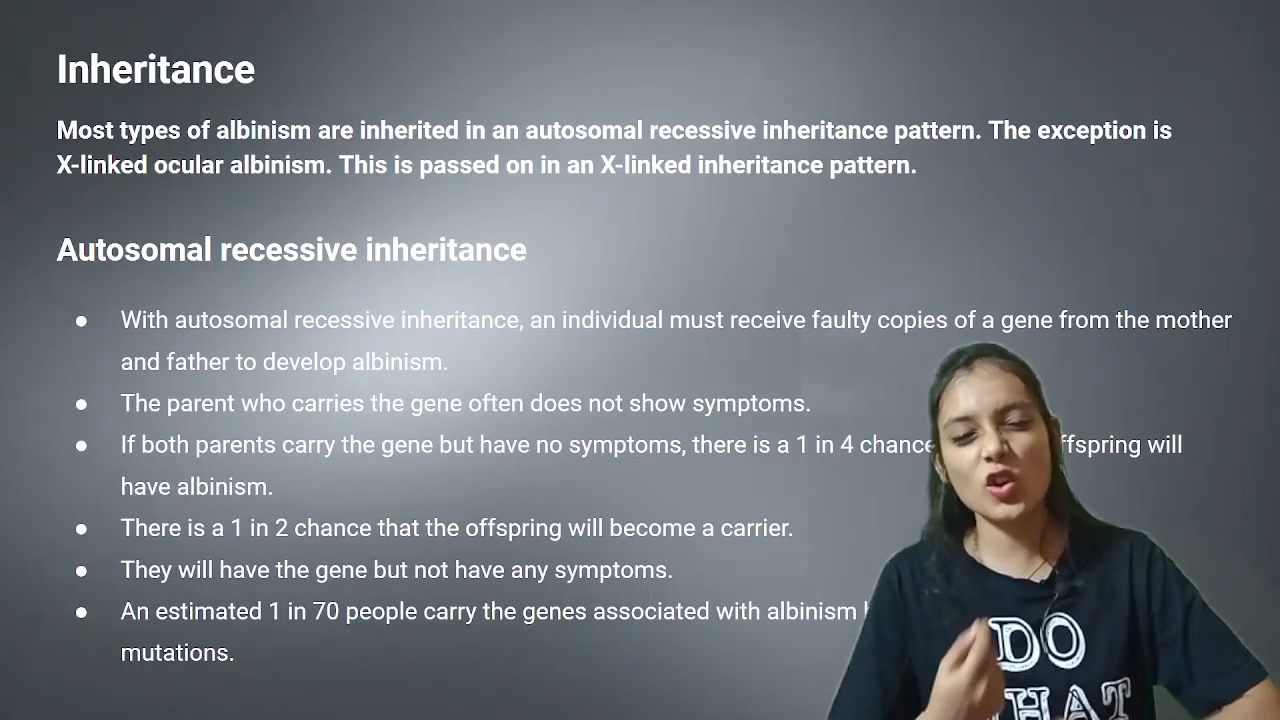 Inheritance
Most types of albinism are inherited in an autosomal recessive inheritance pattern. The exception is
X-linked ocular albinism. This is passed on in an X-linked inheritance pattern.
Autosomal recessive inheritance
● With autosomal recessive inheritance, an individual must receive faulty copies of a gene from the mother
and father to develop albinism.
● The parent who carries the gene often does not show symptoms.
● If both parents carry the gene but have no symptoms, there is a 1 in 4 chance will
have albinism.
● There is a 1 in 2 chance that the offspring will become a carrier.
● They will have the gene but not have any symptoms.
● An estimated 1 in 70 people carry the genes associated with albinism
mutations.
DO